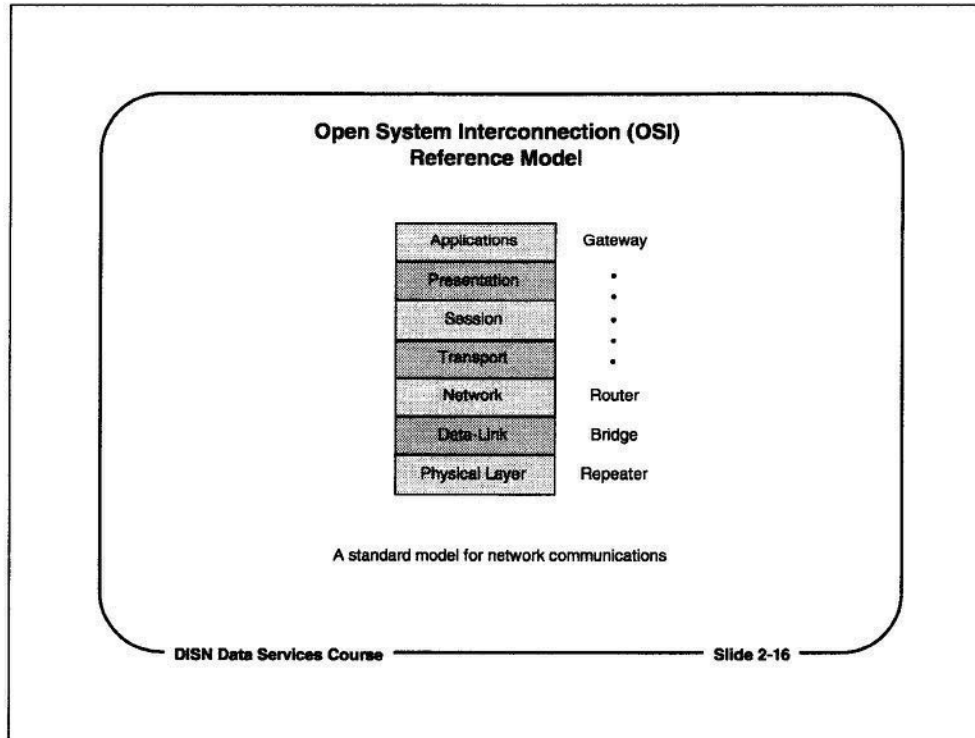 Open System Interconnection (OSI)
Reference Model
Applications Gateway
Presentation
Session
Transport
Network Router
Data-Link Bridge
Physical Layer Repeater
A standard model for network communications
DISN Data Services Course Slide 2-16